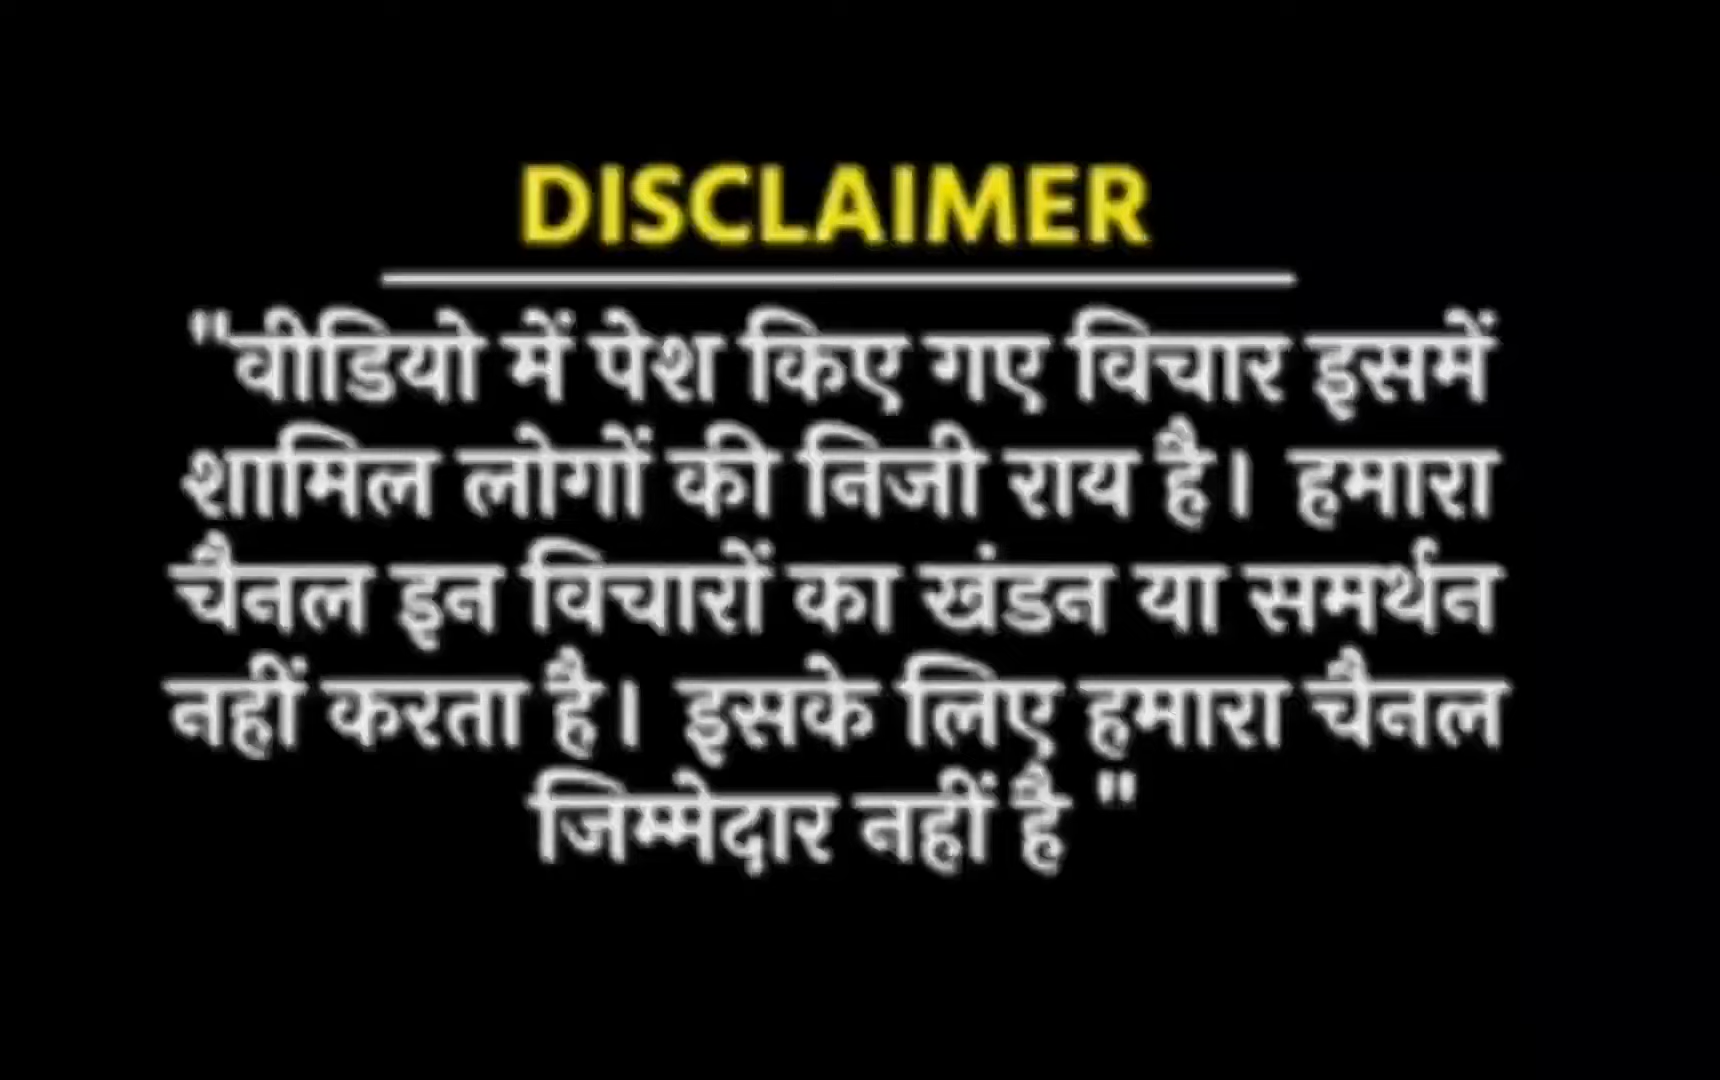 DISCLAIMER
"वीडियो में पेश किए गए विचार इसमें
शामिल लोगों की निजी राय है। हमारा
चैनल इन विचारों का खंडन या समर्थन
नहीं करता है। इसके लिए हमारा चैनल
जिम्मेदार नहीं है "